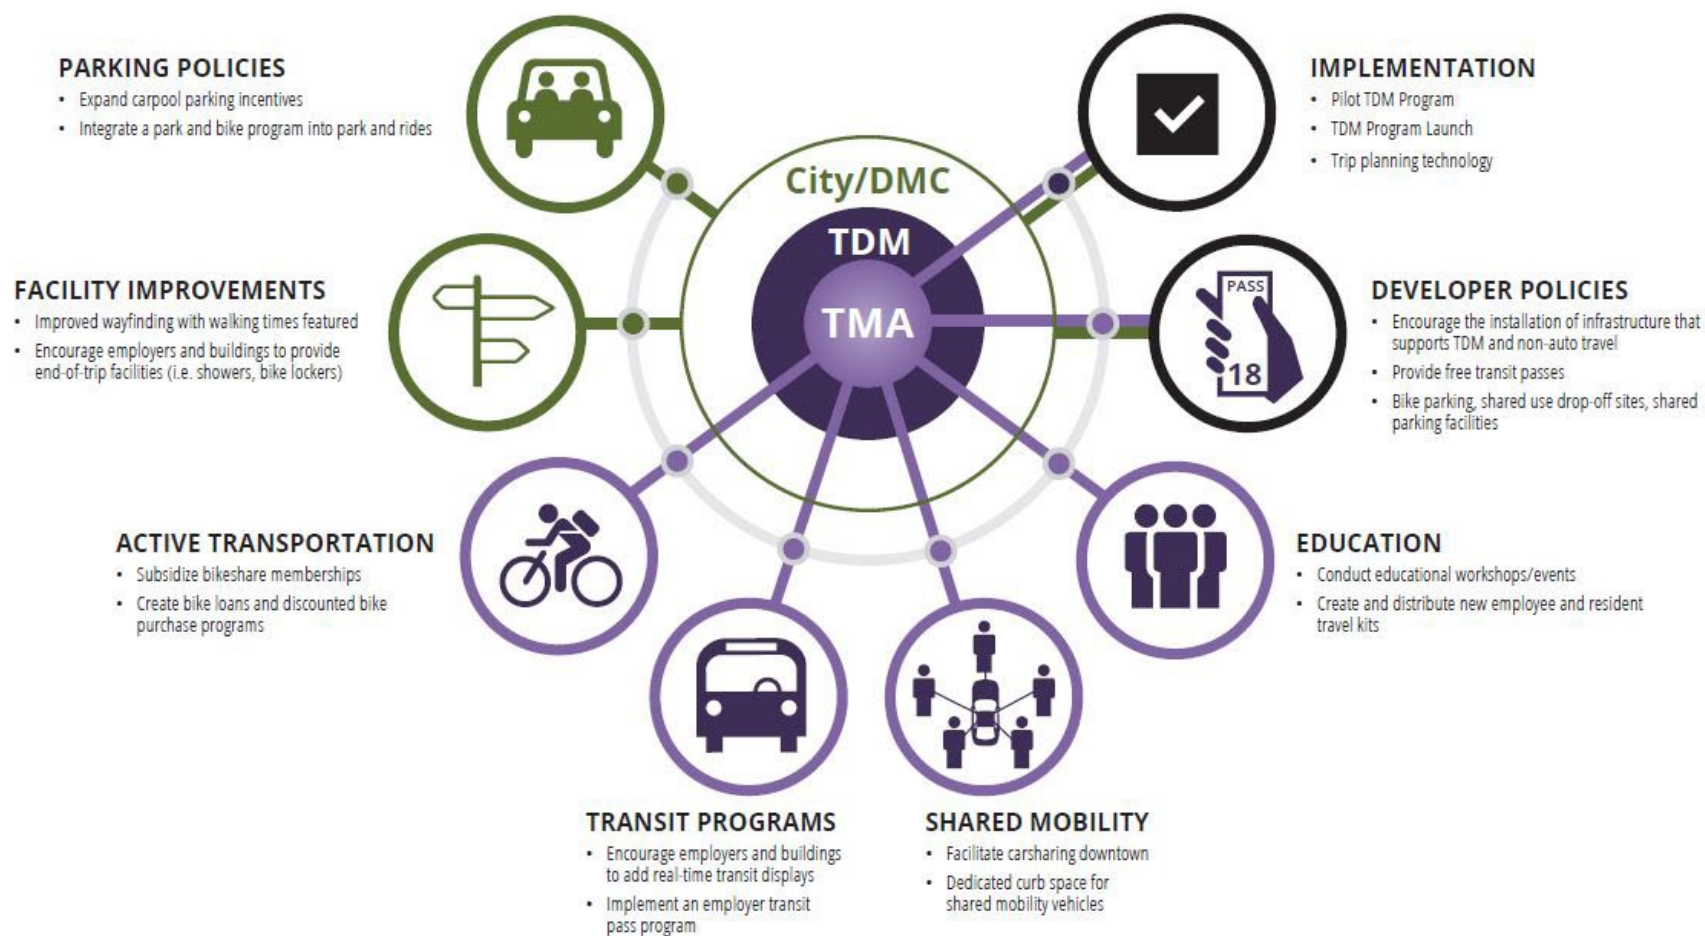 PARKING POLICIES
• Expand carpool parking incentives
• Integrate a park and bike program into park and rides
FACILITY IMPROVEMENTS
• Improved wayfinding with walking times featured
• Encourage employers and buildings to provide
end-of-trip facilities (i.e. showers, bike lockers)
ACTIVE TRANSPORTATION
• Subsidize bikeshare memberships
• Create bike loans and discounted bike
purchase programs
TRANSIT PROGRAMS
• Encourage employers and buildings
to add real-time transit displays
• Implement an employer transit
pass program
SHARED MOBILITY
• Facilitate carsharing downtown
• Dedicated curb space for
shared mobility vehicles
EDUCATION
• Conduct educational workshops/events
• Create and distribute new employee and resident
travel kits
DEVELOPER POLICIES
• Encourage the installation of infrastructure that
supports TDM and non-auto travel
• Provide free transit passes
• Bike parking, shared use drop-off sites, shared
parking facilities
IMPLEMENTATION
• Pilot TDM Program
• TDM Program Launch
• Trip planning technology
City/DMC
TDM
TMA
PASS
18